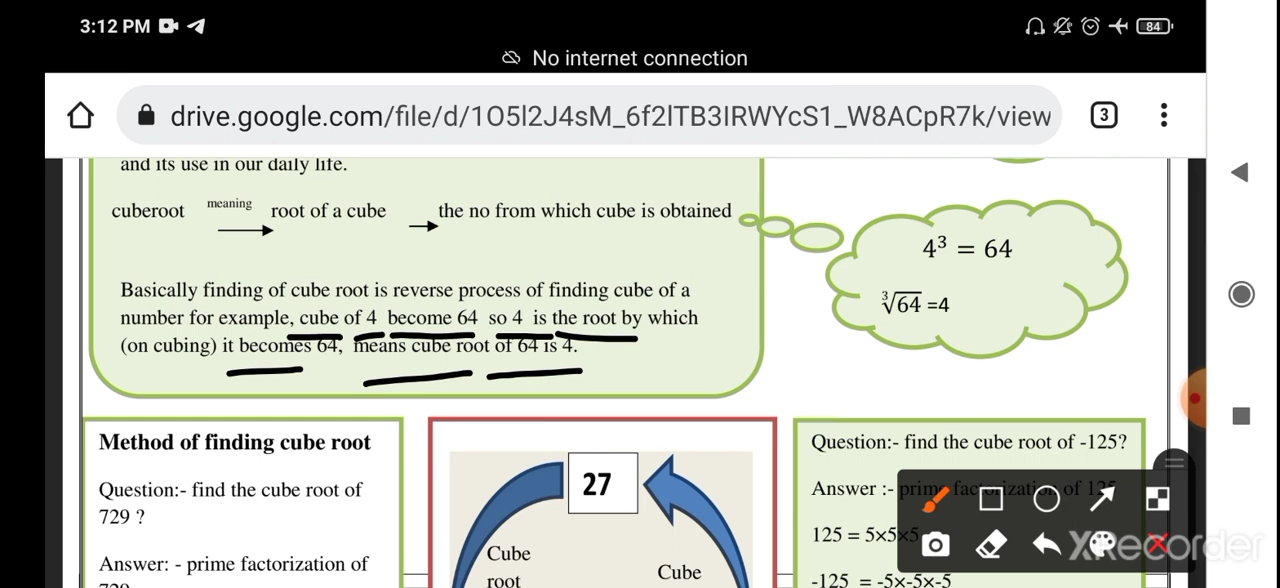 3:12 PM
84
No internet connection
drive.google.com/file/d/1O5l2J4sM_6f2lTB3IRWYcS1_W8ACpR7k/view
3
and its use in our daily life.
cuberoot meaning root of a cube the no from which cube is obtained
4³ = 64
∛64 =4
Basically finding of cube root is reverse process of finding cube of a
number for example, cube of 4 become 64 so 4 is the root by which
(on cubing) it becomes 64, means cube root of 64 is 4.
Method of finding cube root
Question:- find the cube root of
729 ?
Answer: - prime factorization of
27
Cube
root
Cube
Question:- find the cube root of -125?
Answer :- prime factorization of 125
125 = 5×5×5
-125 = -5×-5×-5
XRecorder